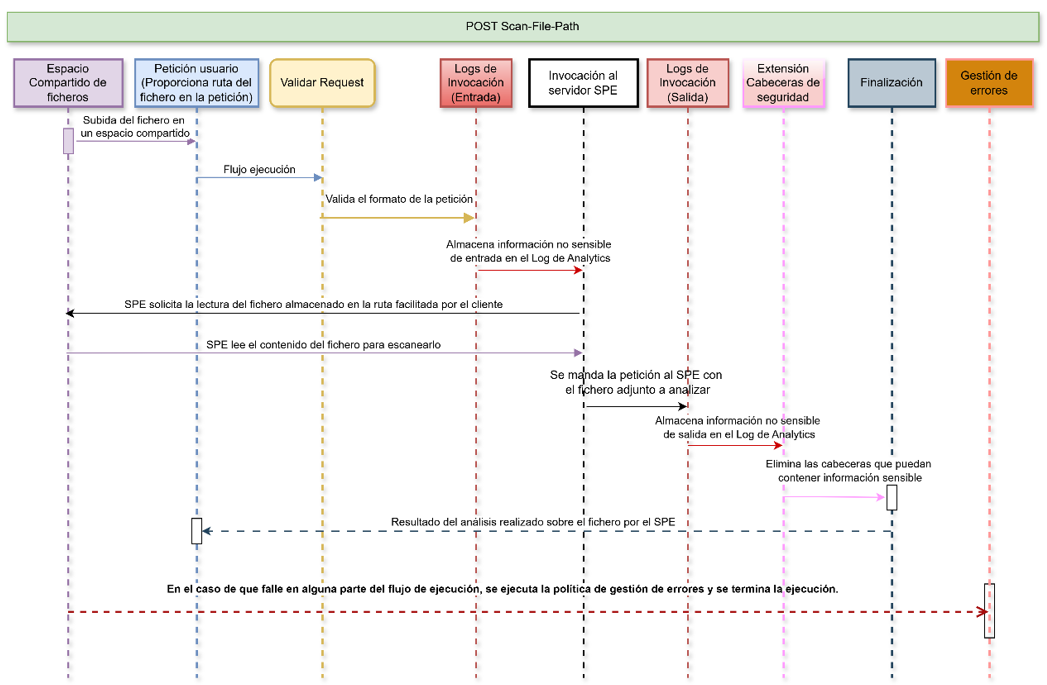 POST Scan-File-Path
Espacio
Compartido de
ficheros
Petición usuario
(Proporciona ruta del
fichero en la petición)
Validar Request
Logs de
Invocación
(Entrada)
Invocación al
servidor SPE
Logs de
Invocación
(Salida)
Extensión
Cabeceras de
seguridad
Finalización
Gestión de
errores
Subida del fichero en
un espacio compartido
Flujo ejecución
Valida el formato de la petición
Almacena información no sensible
de entrada en el Log de Analytics
SPE solicita la lectura del fichero almacenado en la ruta facilitada por el cliente
SPE lee el contenido del fichero para escanearlo
Se manda la petición al SPE con
el fichero adjunto a analizar
Almacena información no sensible
de salida en el Log de Analytics
Elimina las cabeceras que puedan
contener información sensible
Resultado del análisis realizado sobre el fichero por el SPE
En el caso de que falle en alguna parte del flujo de ejecución, se ejecuta la política de gestión de errores y se termina la ejecución.